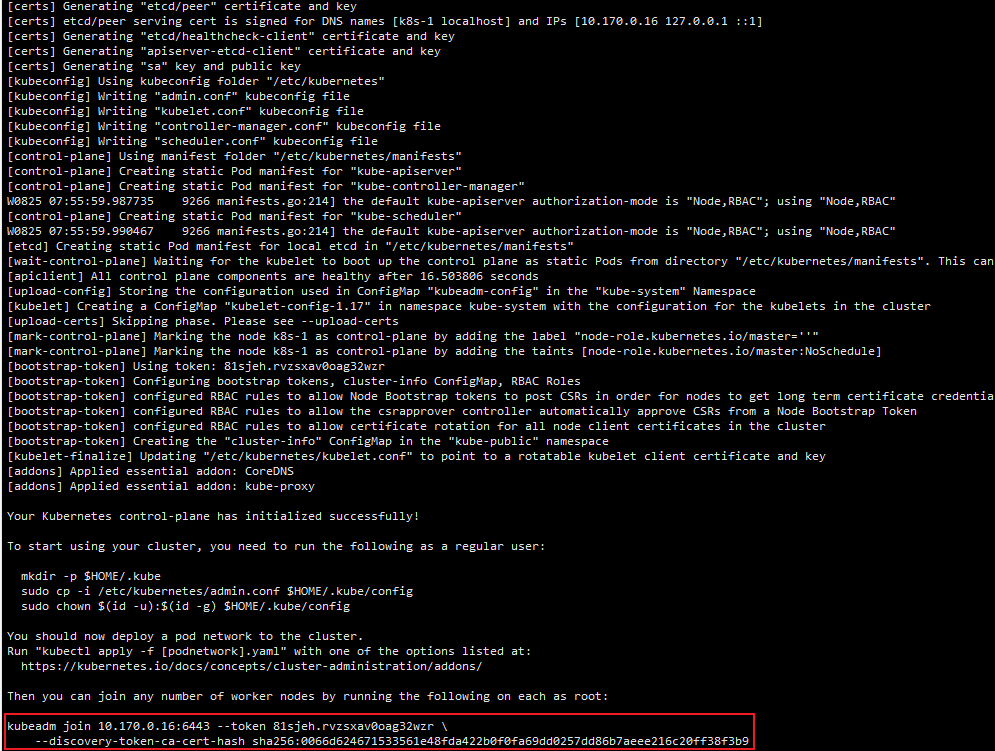 [certs] Generating "etcd/peer" certificate and key
[certs] etcd/peer serving cert is signed for DNS names [k8s-1 localhost] and IPs [10.170.0.16 127.0.0.1 ::1]
[certs] Generating "etcd/healthcheck-client" certificate and key
[certs] Generating "apiserver-etcd-client" certificate and key
[certs] Generating "sa" key and public key
[kubeconfig] Using kubeconfig folder "/etc/kubernetes"
[kubeconfig] Writing "admin.conf" kubeconfig file
[kubeconfig] Writing "kubelet.conf" kubeconfig file
[kubeconfig] Writing "controller-manager.conf" kubeconfig file
[kubeconfig] Writing "scheduler.conf" kubeconfig file
[control-plane] Using manifest folder "/etc/kubernetes/manifests"
[control-plane] Creating static Pod manifest for "kube-apiserver"
[control-plane] Creating static Pod manifest for "kube-controller-manager"
W0825 07:55:59.987735    9266 manifests.go:214] the default kube-apiserver authorization-mode is "Node,RBAC"; using "Node,RBAC"
[control-plane] Creating static Pod manifest for "kube-scheduler"
W0825 07:55:59.990467    9266 manifests.go:214] the default kube-apiserver authorization-mode is "Node,RBAC"; using "Node,RBAC"
[etcd] Creating static Pod manifest for local etcd in "/etc/kubernetes/manifests"
[wait-control-plane] Waiting for the kubelet to boot up the control plane as static Pods from directory "/etc/kubernetes/manifests". This can
[apiclient] All control plane components are healthy after 16.503806 seconds
[upload-config] Storing the configuration used in ConfigMap "kubeadm-config" in the "kube-system" Namespace
[kubelet] Creating a ConfigMap "kubelet-config-1.17" in namespace kube-system with the configuration for the kubelets in the cluster
[upload-certs] Skipping phase. Please see --upload-certs
[mark-control-plane] Marking the node k8s-1 as control-plane by adding the label "node-role.kubernetes.io/master=''"
[mark-control-plane] Marking the node k8s-1 as control-plane by adding the taints [node-role.kubernetes.io/master:NoSchedule]
[bootstrap-token] Using token: 81sjeh.rvzsxav0oag32wzr
[bootstrap-token] Configuring bootstrap tokens, cluster-info ConfigMap, RBAC Roles
[bootstrap-token] configured RBAC rules to allow Node Bootstrap tokens to post CSRs in order for nodes to get long term certificate credentia
[bootstrap-token] configured RBAC rules to allow the csrapprover controller automatically approve CSRs from a Node Bootstrap Token
[bootstrap-token] configured RBAC rules to allow certificate rotation for all node client certificates in the cluster
[bootstrap-token] Creating the "cluster-info" ConfigMap in the "kube-public" namespace
[kubelet-finalize] Updating "/etc/kubernetes/kubelet.conf" to point to a rotatable kubelet client certificate and key
[addons] Applied essential addon: CoreDNS
[addons] Applied essential addon: kube-proxy

Your Kubernetes control-plane has initialized successfully!

To start using your cluster, you need to run the following as a regular user:

  mkdir -p $HOME/.kube
  sudo cp -i /etc/kubernetes/admin.conf $HOME/.kube/config
  sudo chown $(id -u):$(id -g) $HOME/.kube/config

You should now deploy a pod network to the cluster.
Run "kubectl apply -f [podnetwork].yaml" with one of the options listed at:
  https://kubernetes.io/docs/concepts/cluster-administration/addons/

Then you can join any number of worker nodes by running the following on each as root:

kubeadm join 10.170.0.16:6443 --token 81sjeh.rvzsxav0oag32wzr \
    --discovery-token-ca-cert-hash sha256:0066d624671533561e48fda422b0f0fa69dd0257dd86b7aeee216c20ff38f3b9